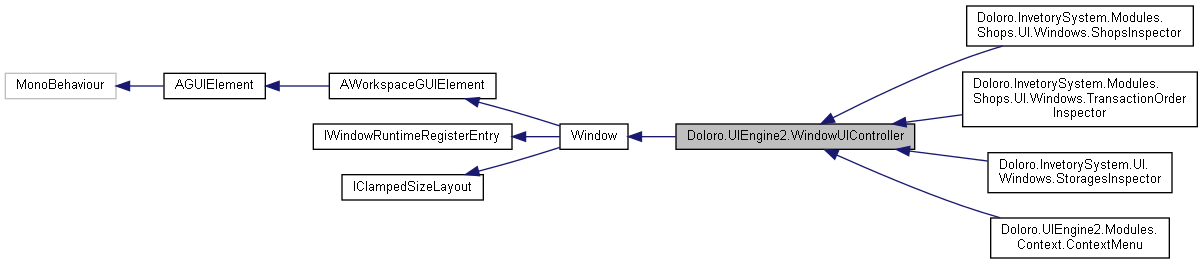 MonoBehaviour
AGUIElement
AWorkspaceGUIElement
IWindowRuntimeRegisterEntry
IClampedSizeLayout
Window
Doloro.UIEngine2.WindowUIController
Doloro.InvetorySystem.Modules.
Shops.UI.Windows.ShopsInspector
Doloro.InvetorySystem.Modules.
Shops.UI.Windows.TransactionOrder
Inspector
Doloro.InvetorySystem.UI.
Windows.StoragesInspector
Doloro.UIEngine2.Modules.
Context.ContextMenu